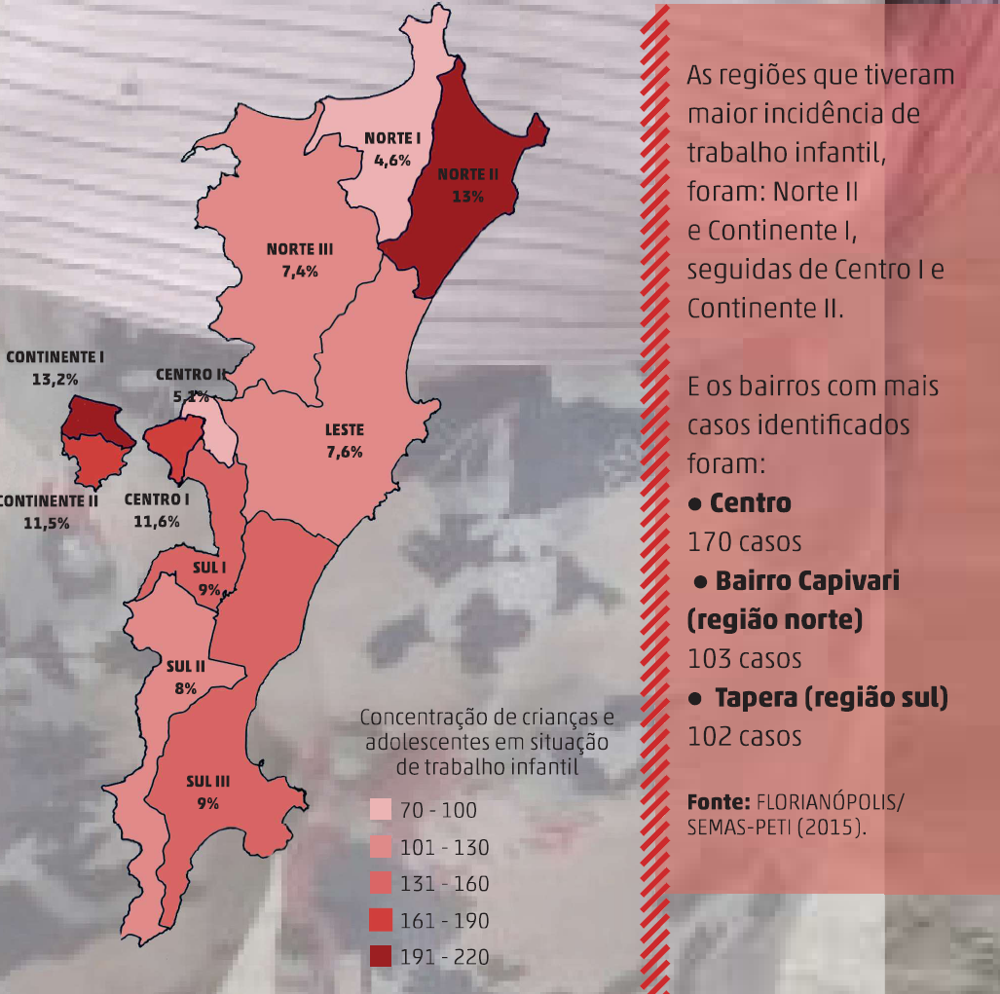 NORTE I
4,6%
NORTE II
13%
NORTE III
7,4%
CONTINENTE I
13,2%
CENTRO II
5,1%
LESTE
7,6%
CONTINENTE II
11,5%
CENTRO I
11,6%
SUL I
9%
SUL II
8%
SUL III
9%
Concentração de crianças e
adolescentes em situação
de trabalho infantil
70 - 100
101 - 130
131 - 160
161 - 190
191 - 220
As regiões que tiveram
maior incidência de
trabalho infantil,
foram: Norte II
e Continente I,
seguidas de Centro I e
Continente II.
E os bairros com mais
casos identificados
foram:
● Centro
170 casos
● Bairro Capivari
(região norte)
103 casos
● Tapera (região sul)
102 casos
Fonte: FLORIANÓPOLIS/
SEMAS-PETI (2015).